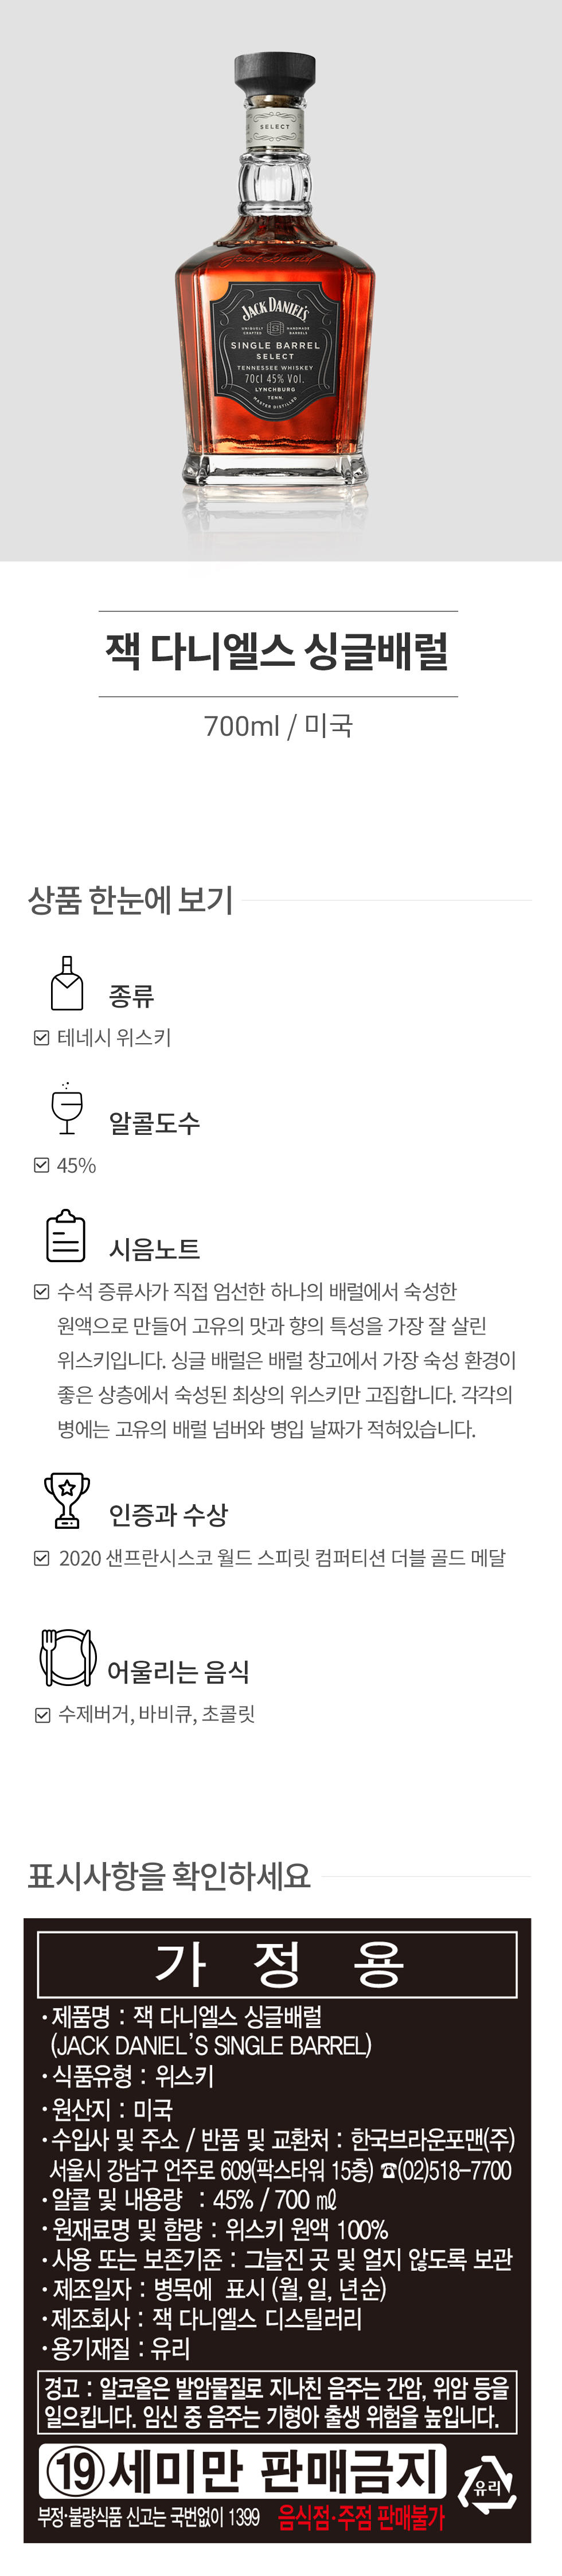 SELECT
Jack Daniel's
JACK DANIEL'S
UNIQUELY CRAFTED HANDMADE BARRELS
SINGLE BARREL
SELECT
TENNESSEE WHISKEY
70cl 45% Vol.
LYNCHBURG
TENN.
MASTER DISTILLED
잭 다니엘스 싱글배럴
700ml / 미국
상품 한눈에 보기
종류
테네시 위스키
알콜도수
45%
시음노트
수석 증류사가 직접 엄선한 하나의 배럴에서 숙성한
원액으로 만들어 고유의 맛과 향의 특성을 가장 잘 살린
위스키입니다. 싱글 배럴은 배럴 창고에서 가장 숙성 환경이
좋은 상층에서 숙성된 최상의 위스키만 고집합니다. 각각의
병에는 고유의 배럴 넘버와 병입 날짜가 적혀있습니다.
인증과 수상
2020 샌프란시스코 월드 스피릿 컴퍼티션 더블 골드 메달
어울리는 음식
수제버거, 바비큐, 초콜릿
표시사항을 확인하세요
가 정 용
·제품명 : 잭 다니엘스 싱글배럴
(JACK DANIEL'S SINGLE BARREL)
·식품유형 : 위스키
·원산지 : 미국
·수입사 및 주소 / 반품 및 교환처 : 한국브라운포맨(주)
서울시 강남구 언주로 609(팍스타워 15층) ☎(02)518-7700
·알콜 및 내용량 : 45% / 700 ㎖
·원재료명 및 함량 : 위스키 원액 100%
·사용 또는 보존기준 : 그늘진 곳 및 얼지 않도록 보관
·제조일자 : 병목에 표시 (월, 일, 년순)
·제조회사 : 잭 다니엘스 디스틸러리
·용기재질 : 유리
경고 : 알코올은 발암물질로 지나친 음주는 간암, 위암 등을
일으킵니다. 임신 중 음주는 기형아 출생 위험을 높입니다.
⑲세미만 판매금지
유리
부정·불량식품 신고는 국번없이 1399 음식점·주점 판매불가